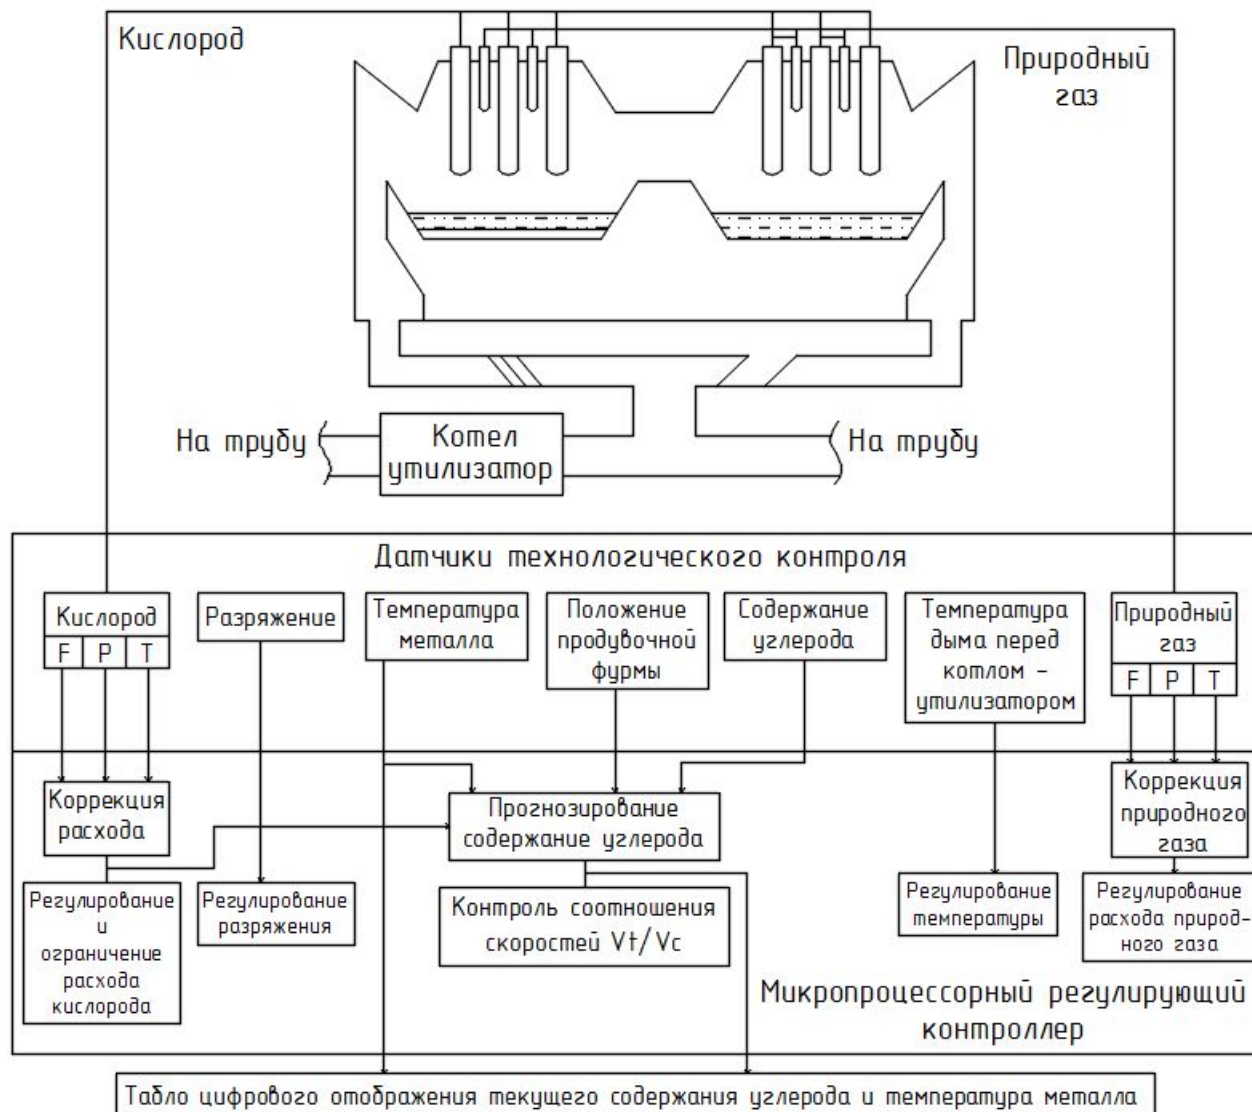 Кислород
Природный
газ
На трубу
Котел
утилизатор
На трубу
Датчики технологического контроля
Кислород
F P T
Разряжение
Температура
металла
Положение
продувочной
фурмы
Содержание
углерода
Температура
дыма перед
котлом -
утилизатором
Природный
газ
F P T
Коррекция
расхода
Прогнозирование
содержание углерода
Коррекция
природного
газа
Регулирование
и
ограничение
расхода
кислорода
Регулирование
разряжения
Контроль соотношения
скоростей Vt/Vc
Регулирование
температуры
Регулирование
расхода природ-
ного газа
Микропроцессорный регулирующий
контроллер
Табло цифрового отображения текущего содержания углерода и температура металла